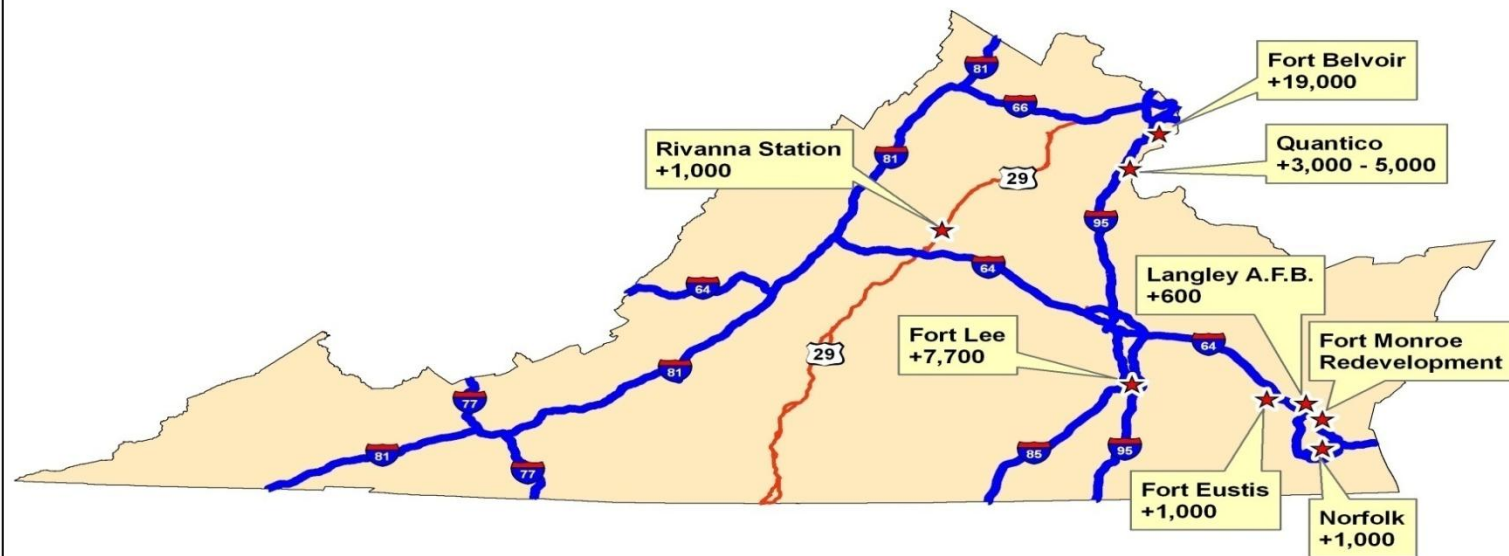 Fort Belvoir
+19,000
Quantico
+3,000 - 5,000
Rivanna Station
+1,000
Langley A.F.B.
+600
Fort Monroe
Redevelopment
Fort Lee
+7,700
Fort Eustis
+1,000
Norfolk
+1,000
81
66
81
29
95
64
64
64
29
81
77
81
77
85
95